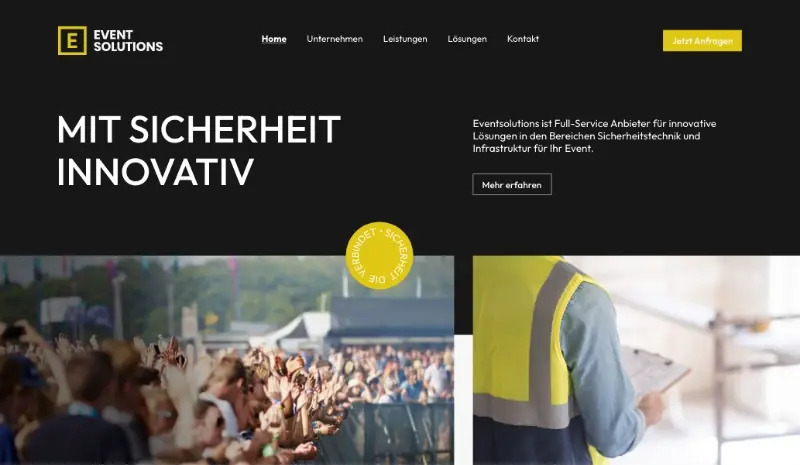 E
EVENT
SOLUTIONS
Home
Unternehmen
Leistungen
Lösungen
Kontakt
Jetzt Anfragen
MIT SICHERHEIT
INNOVATIV
Eventsolutions ist Full-Service Anbieter für innovative
Lösungen in den Bereichen Sicherheitstechnik und
Infrastruktur für Ihr Event.
Mehr erfahren
SICHERHEIT DIE VERBINDET •